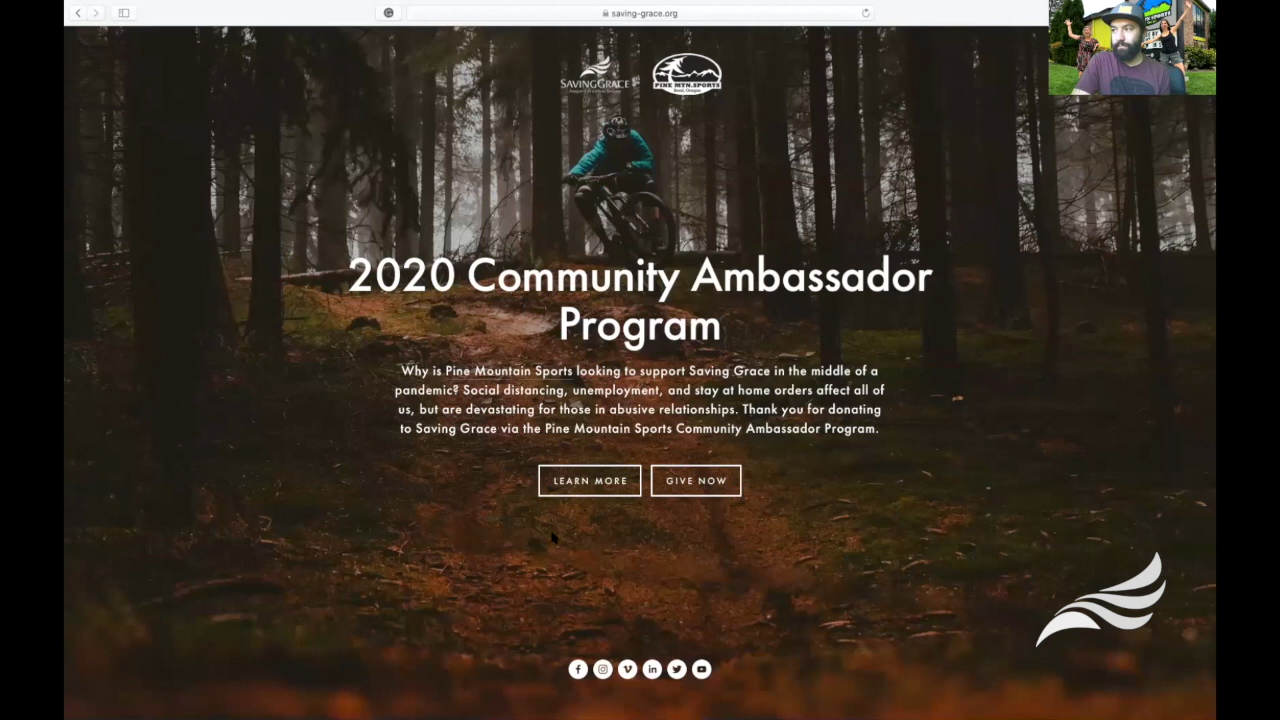 saving-grace.org
SAVINGGRACE
PINE MTN. SPORTS
Bend, Oregon
2020 Community Ambassador
Program
Why is Pine Mountain Sports looking to support Saving Grace in the middle of a
pandemic? Social distancing, unemployment, and stay at home orders affect all of
us, but are devastating for those in abusive relationships. Thank you for donating
to Saving Grace via the Pine Mountain Sports Community Ambassador Program.
LEARN MORE
GIVE NOW